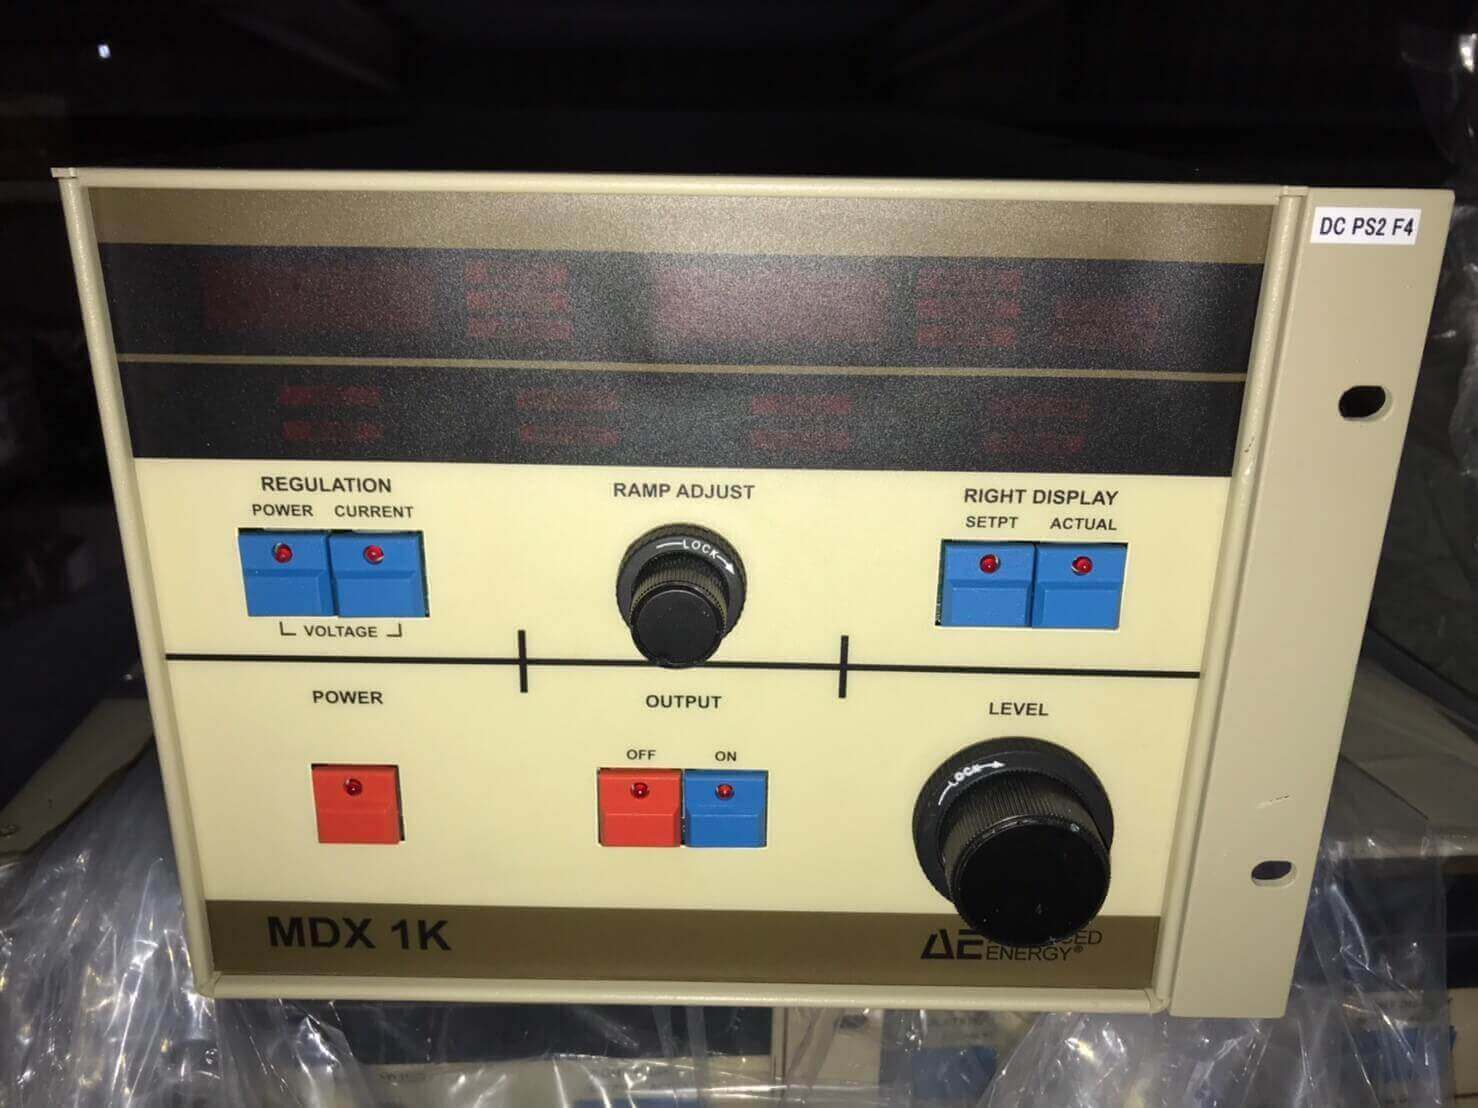 DC PS2 F4
REGULATION
POWER CURRENT
VOLTAGE
RAMP ADJUST
LOCK
RIGHT DISPLAY
SETPT ACTUAL
POWER
OUTPUT
OFF ON
LEVEL
LOCK
MDX 1K
AE
ENERGY®